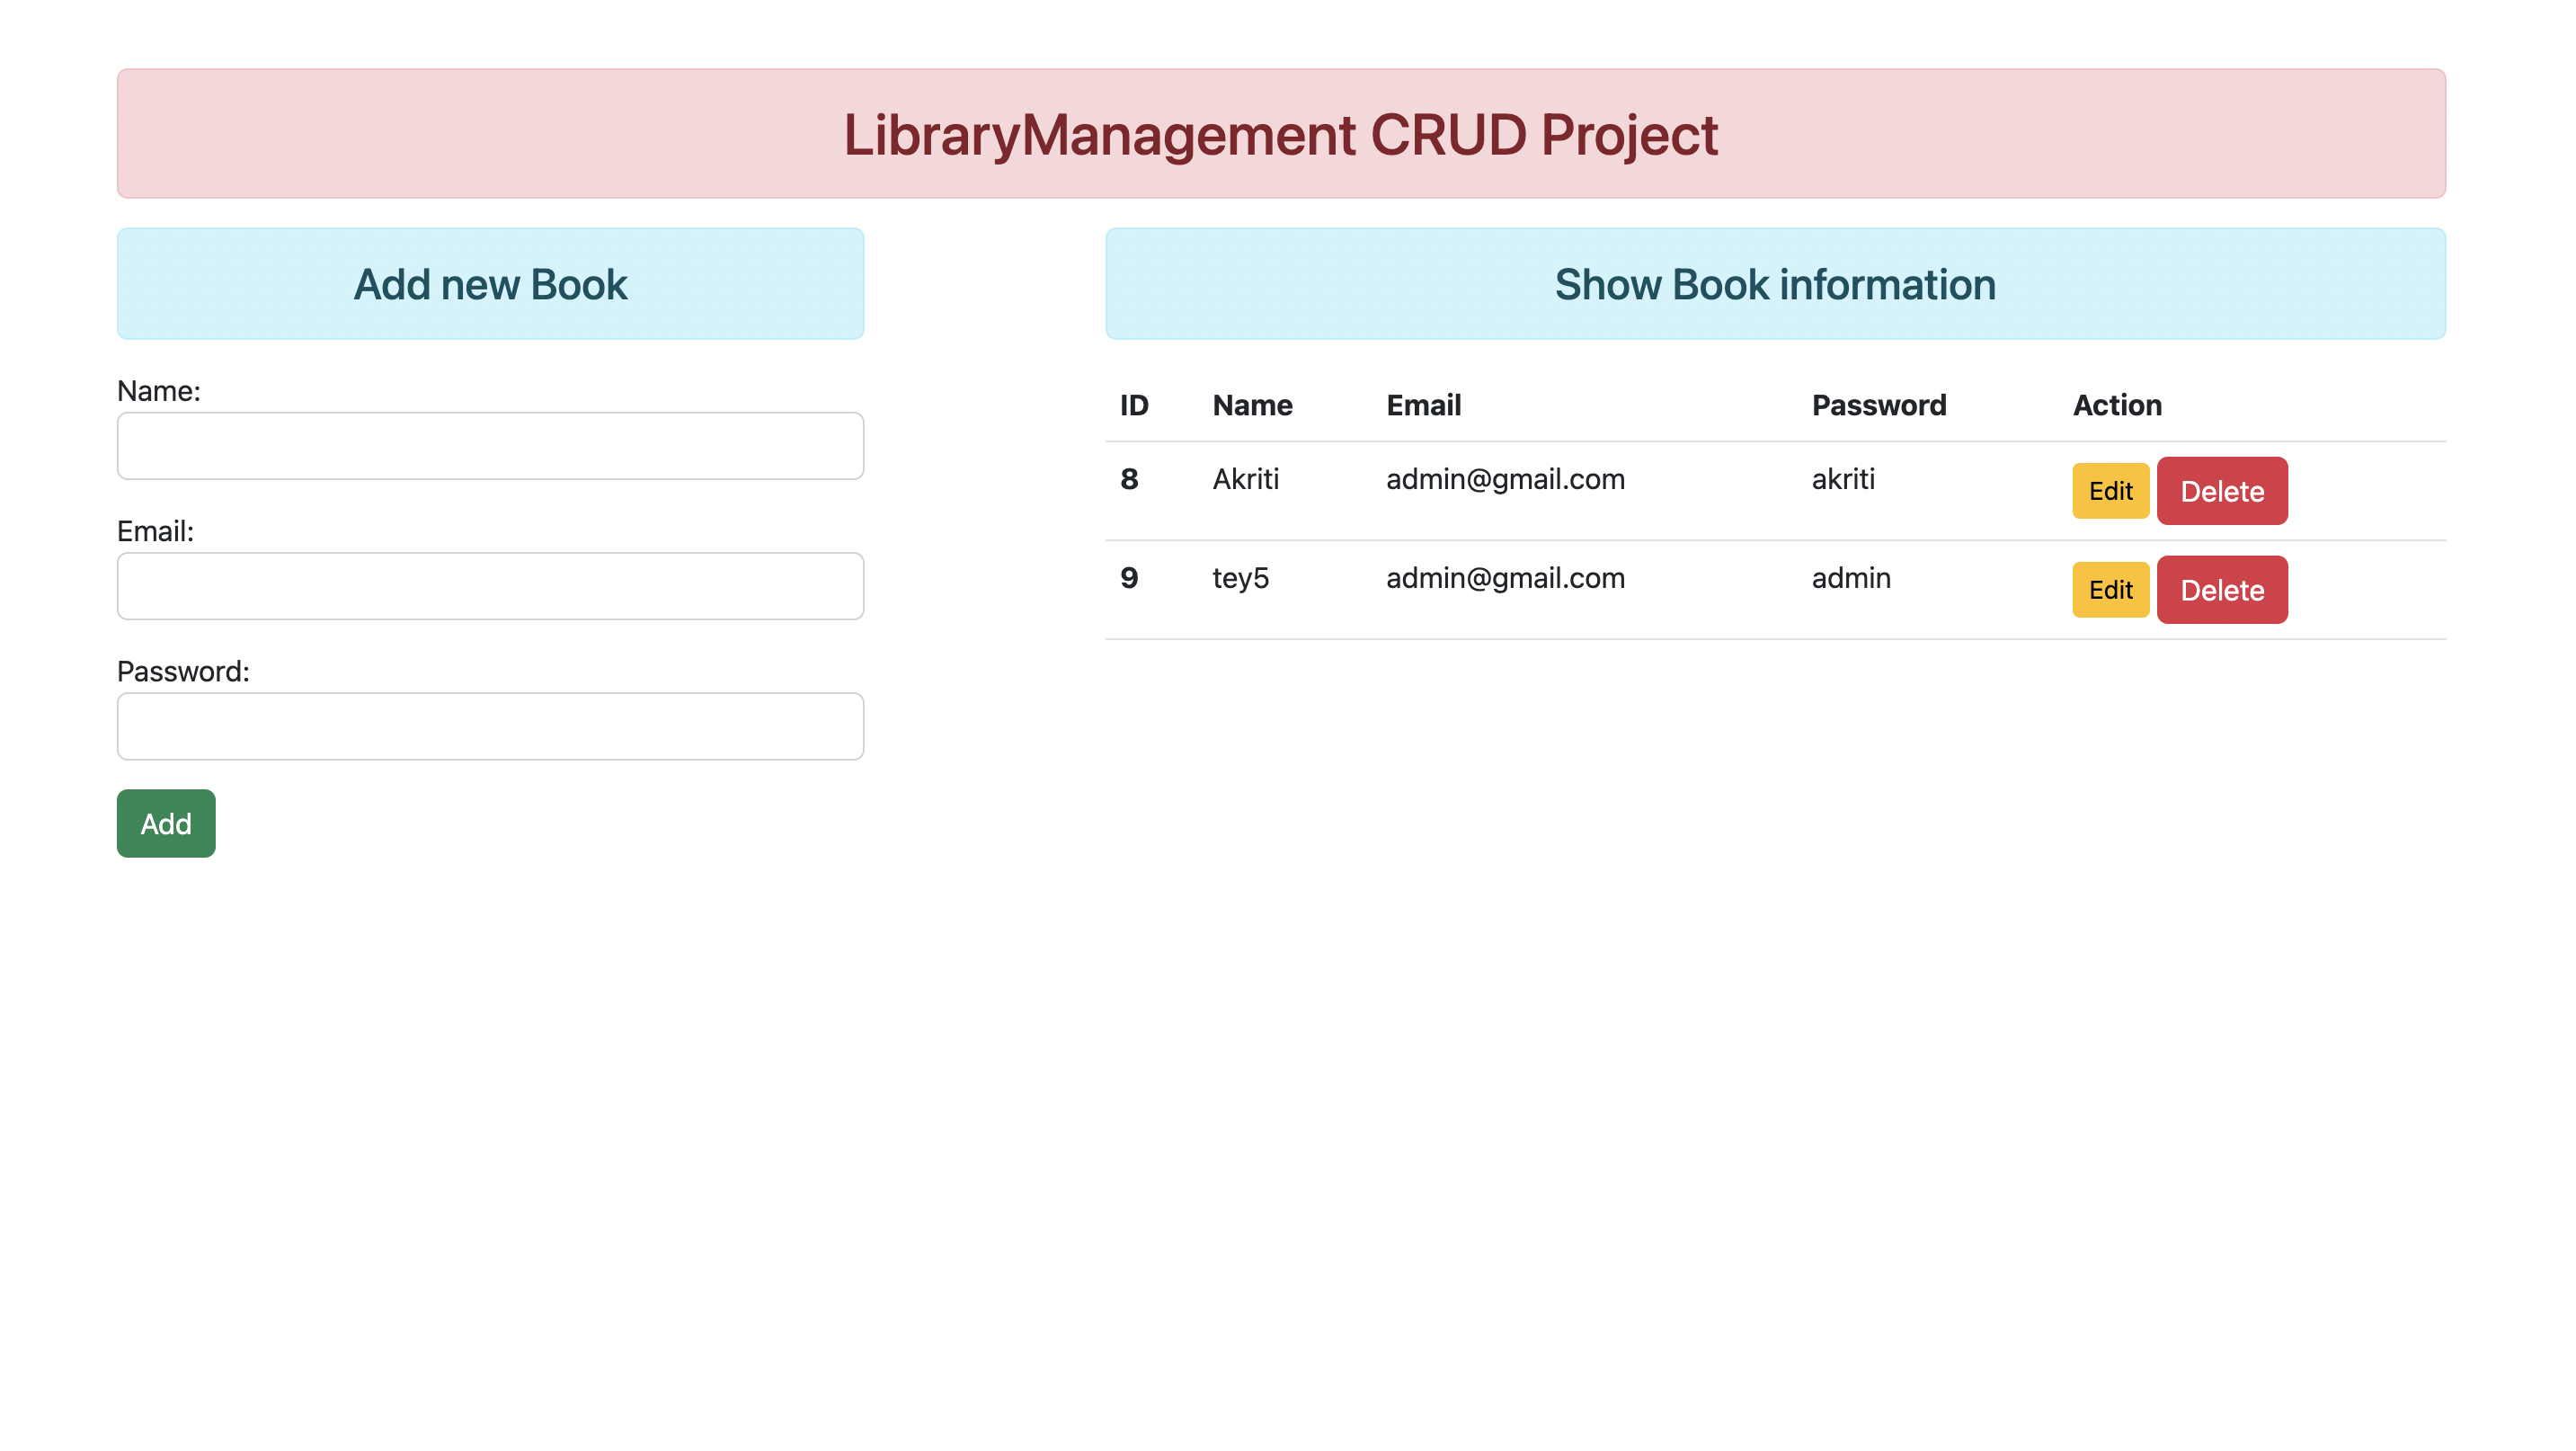 LibraryManagement CRUD Project
Add new Book
Name:
Email:
Password:
Add
Show Book information
ID Name Email Password Action
8 Akriti admin@gmail.com akriti Edit Delete
9 tey5 admin@gmail.com admin Edit Delete